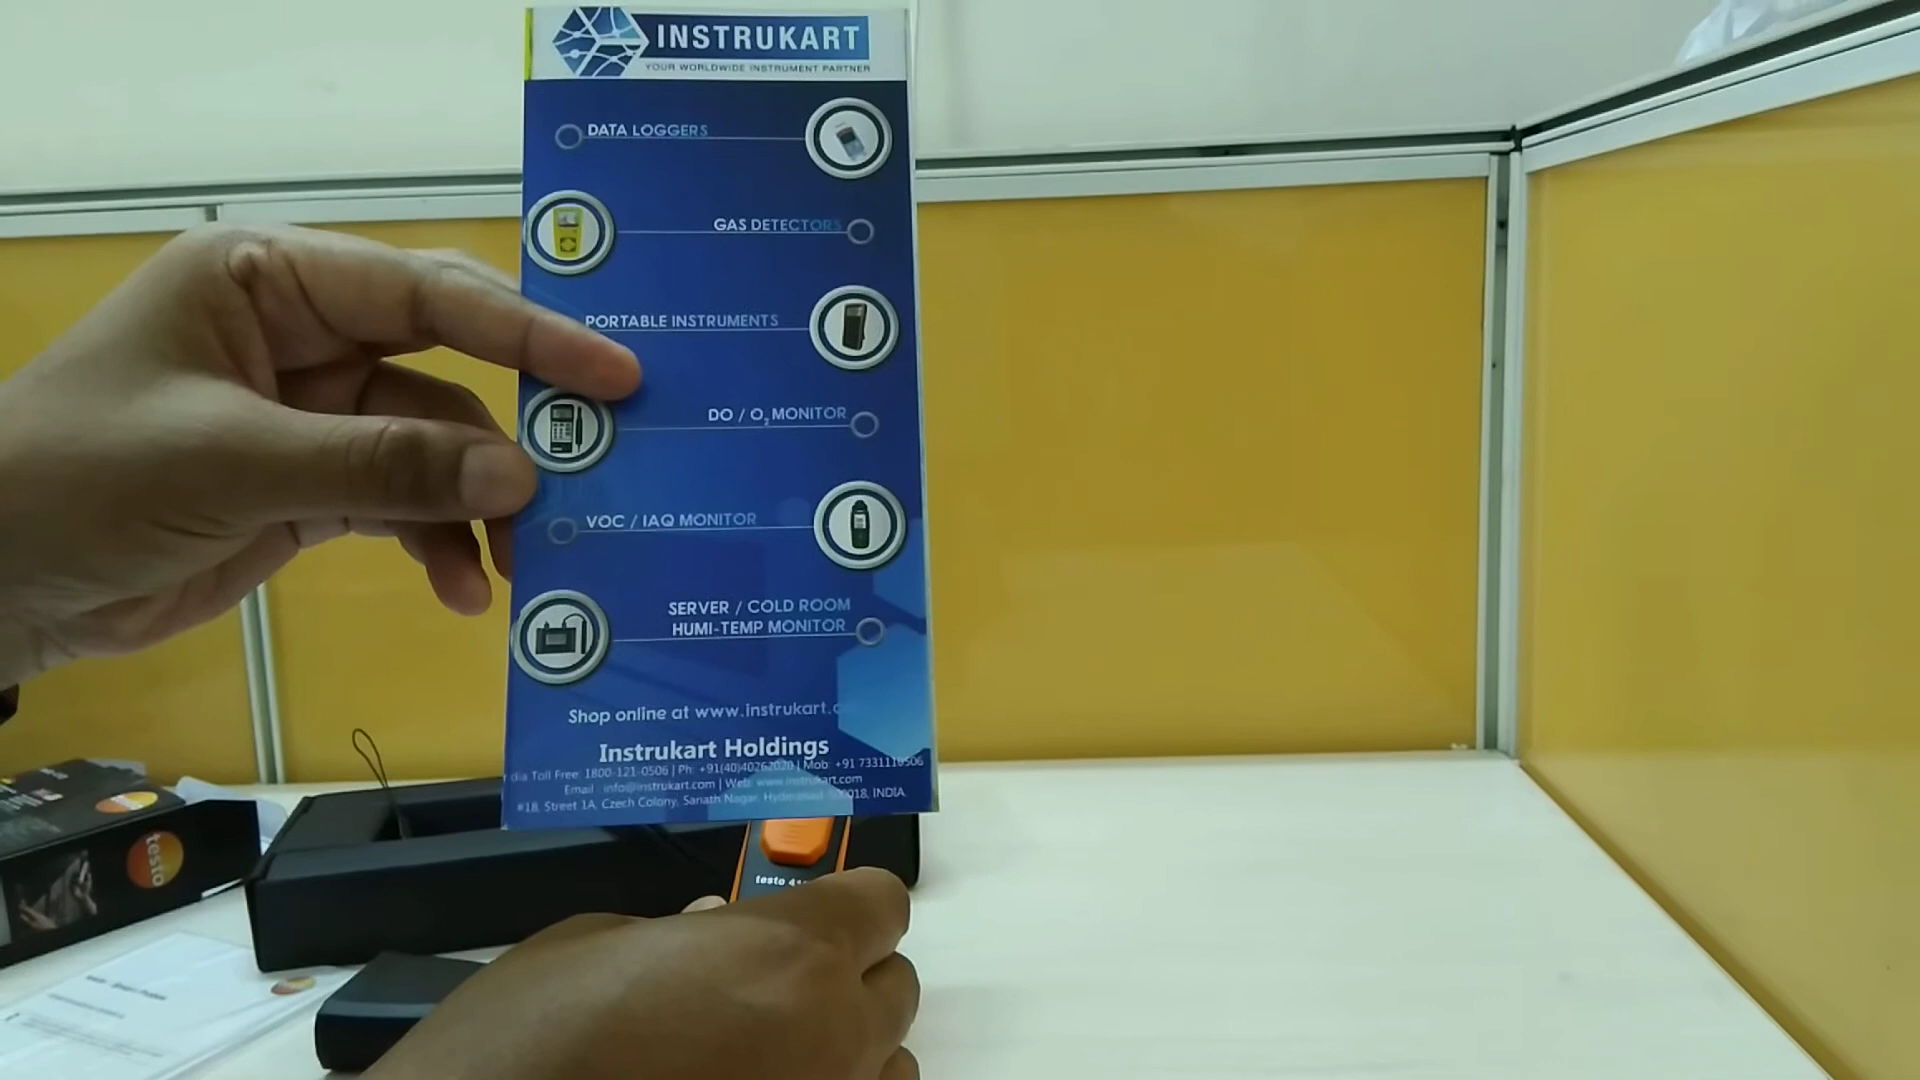 INSTRUKART
YOUR WORLDWIDE INSTRUMENT PARTNER
DATA LOGGERS
GAS DETECTORS
PORTABLE INSTRUMENTS
DO / O2 MONITOR
VOC / IAQ MONITOR
SERVER / COLD ROOM
HUMI-TEMP MONITOR
Shop online at www.instrukart.
Instrukart Holdings
dia Toll Free: 1800-121-0506 | Ph: +91(40)40262020 | Mob: +91 7331110506
Email : info@instrukart.com | Web: www.instrukart.com
#18, Street 1A, Czech Colony, Sanath Nagar, Hyderabad 500018, INDIA.
testo
testo